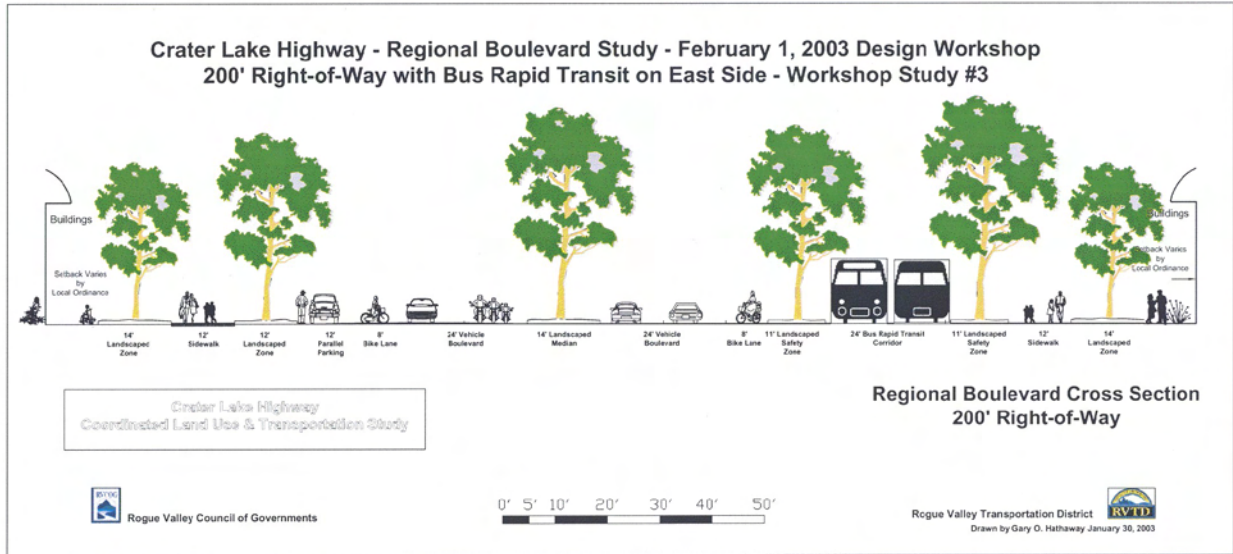 Crater Lake Highway - Regional Boulevard Study - February 1, 2003 Design Workshop
200' Right-of-Way with Bus Rapid Transit on East Side - Workshop Study #3
Buildings
Setback Varies
by
Local Ordinance
14'
Landscaped
Zone
12'
Sidewalk
12'
Landscaped
Zone
12'
Parallel
Parking
8'
Bike Lane
24' Vehicle
Boulevard
14' Landscaped
Median
24' Vehicle
Boulevard
8'
Bike Lane
11' Landscaped
Safety
Zone
24' Bus Rapid Transit
Corridor
11' Landscaped
Safety
Zone
12'
Sidewalk
14'
Landscaped
Zone
Buildings
Setback Varies
by
Local Ordinance
Crater Lake Highway
Coordinated Land Use & Transportation Study
Regional Boulevard Cross Section
200' Right-of-Way
Rogue Valley Council of Governments
0' 5' 10' 20' 30' 40' 50'
Rogue Valley Transportation District
RVTD
Drawn by Gary O. Hathaway January 30, 2003